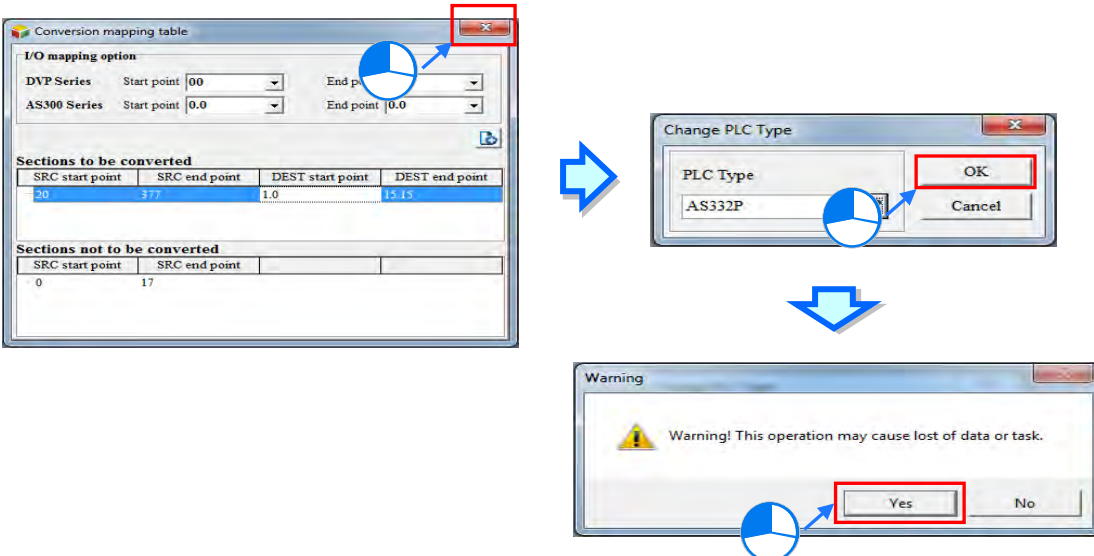 Conversion mapping table
I/O mapping option
DVP Series Start point 00 End p
AS300 Series Start point 0.0 End point 0.0
Sections to be converted
SRC start point SRC end point DEST start point DEST end point
20 377 1.0 15.15
Sections not to be converted
SRC start point SRC end point
0 17
Change PLC Type
PLC Type OK
AS332P Cancel
Warning
Warning! This operation may cause lost of data or task.
Yes No